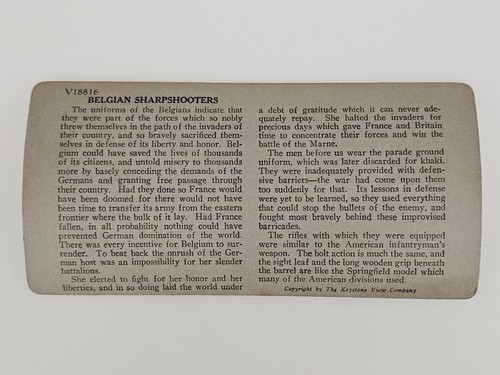 V18816
BELGIAN SHARPSHOOTERS
The uniforms of the Belgians indicate that
they were part of the forces which so nobly
threw themselves in the path of the invaders of
their country, and so bravely sacrificed them-
selves in defense of its liberty and honor. Bel-
gium could have saved the lives of thousands
of its citizens, and untold misery to thousands
more by basely conceding the demands of the
Germans and granting free passage through
their country. Had they done so France would
have been doomed for there would not have
been time to transfer its army from the eastern
frontier where the bulk of it lay. Had France
fallen, in all probability nothing could have
prevented German domination of the world.
There was every incentive for Belgium to sur-
render. To beat back the onrush of the Ger-
man host was an impossibility for her slender
battalions.
She elected to fight for her honor and her
liberties, and in so doing laid the world under
a debt of gratitude which it can never ade-
quately repay. She halted the invaders for
precious days which gave France and Britain
time to concentrate their forces and win the
battle of the Marne.
The men before us wear the parade ground
uniform, which was later discarded for khaki.
They were inadequately provided with defen-
sive barriers—the war had come upon them
too suddenly for that. Its lessons in defense
were yet to be learned, so they used everything
that could stop the bullets of the enemy, and
fought most bravely behind these improvised
barricades.
The rifles with which they were equipped
were similar to the American infantryman's
weapon. The bolt action is much the same, and
the sight leaf and the long wooden grip beneath
the barrel are like the Springfield model which
many of the American divisions used.
Copyright by The Keystone View Company